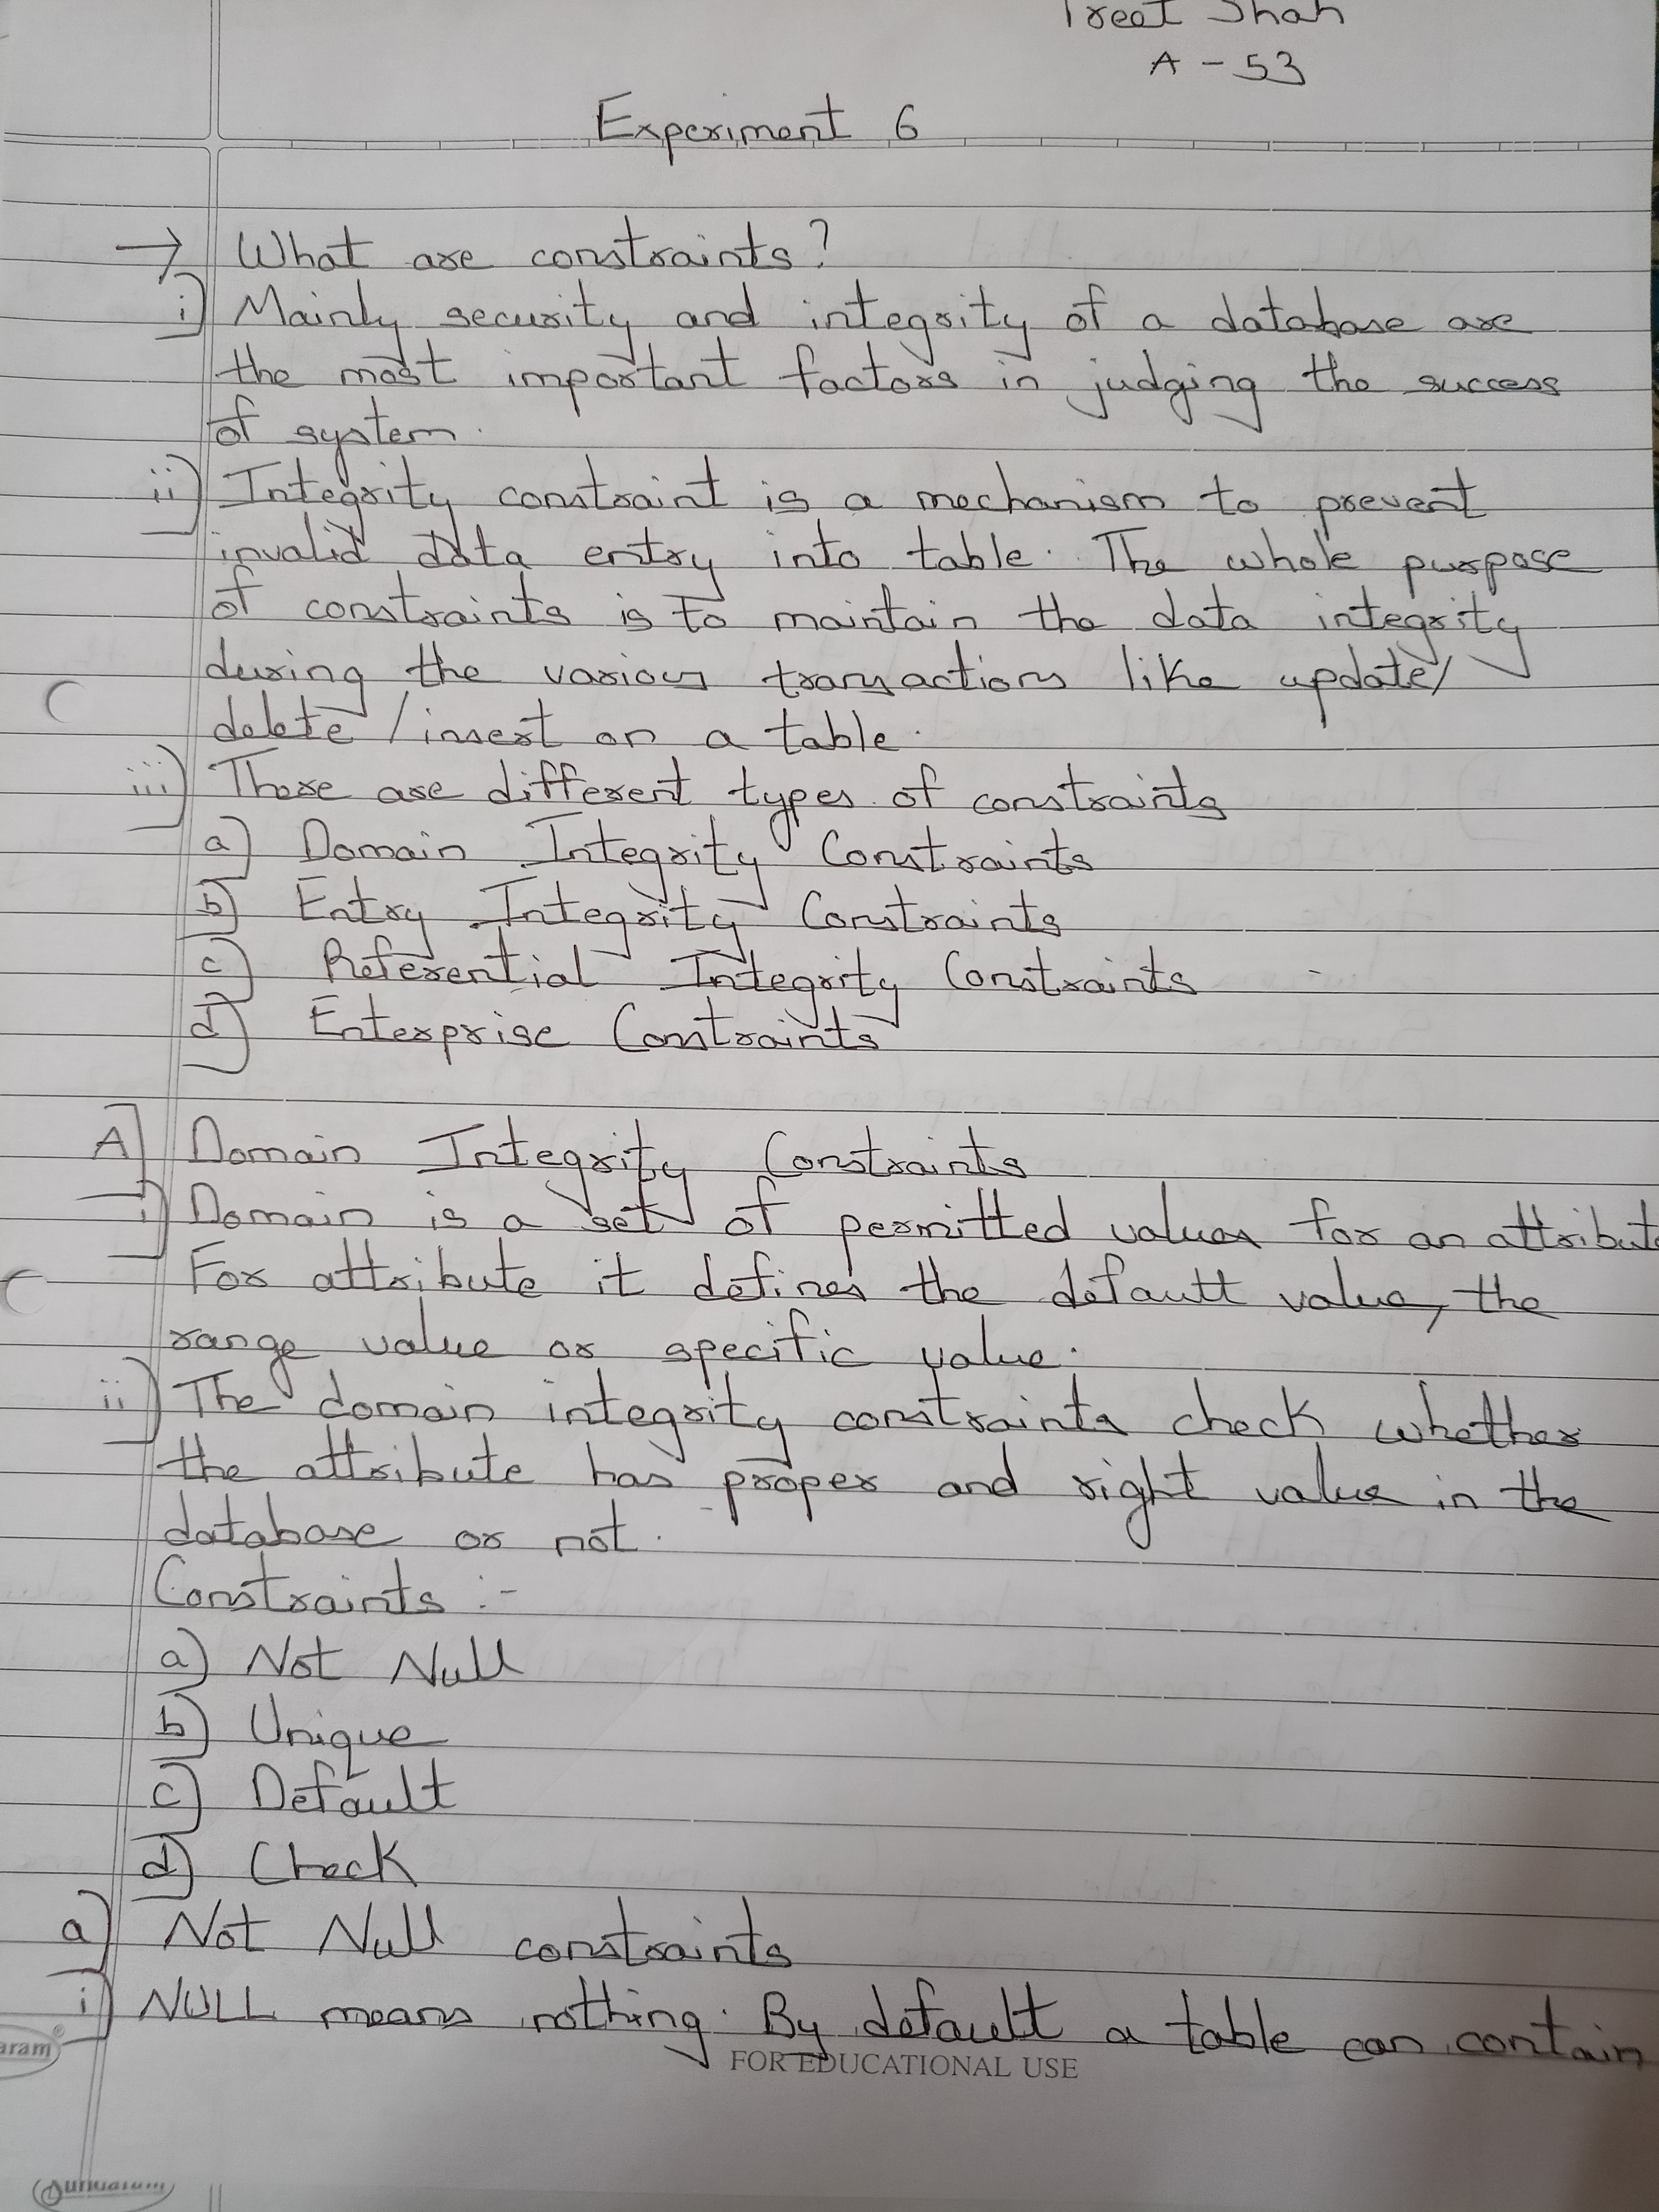 Preet Shah
A - 53
Experiment 6
→ What are constraints?
i) Mainly security and integrity of a database are
the most important factors in judging the success
of system.
ii) Integrity constraint is a mechanism to prevent
invalid data entry into table. The whole purpose
of constraints is to maintain the data integrity
during the various transactions like update/
delete / insert on a table.
iii) There are different types of constraints
a) Domain Integrity Constraints
b) Entry Integrity Constraints
c) Referential Integrity Constraints
d) Enterprise Constraints
A] Domain Integrity Constraints
i) Domain is a set of permitted values for an attribute
For attribute it defines the default value, the
range value or specific value.
ii) The domain integrity constraints check whether
the attribute has proper and right value in the
database or not.
Constraints :-
a) Not Null
b) Unique
c) Default
d) Check
a) Not Null constraints
i) NULL means nothing. By default a table can contain
aram
FOR EDUCATIONAL USE